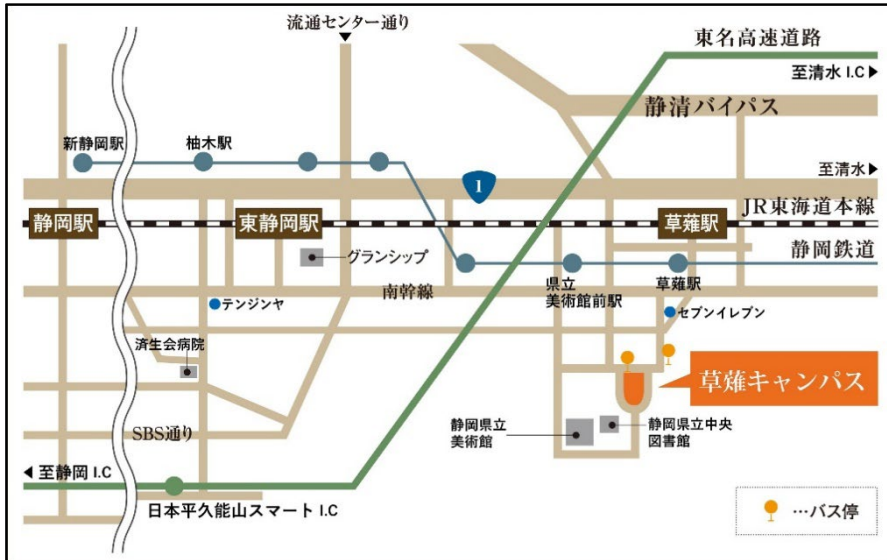 流通センター通り
東名高速道路
至清水 I.C
静清バイパス
新静岡駅
柚木駅
至清水
1
JR東海道本線
静岡駅
東静岡駅
草薙駅
静岡鉄道
グランシップ
県立
美術館前駅
草薙駅
南幹線
テンジンヤ
セブンイレブン
済生会病院
草薙キャンパス
SBS通り
静岡県立
美術館
静岡県立中央
図書館
至静岡 I.C
日本平久能山スマート I.C
…バス停